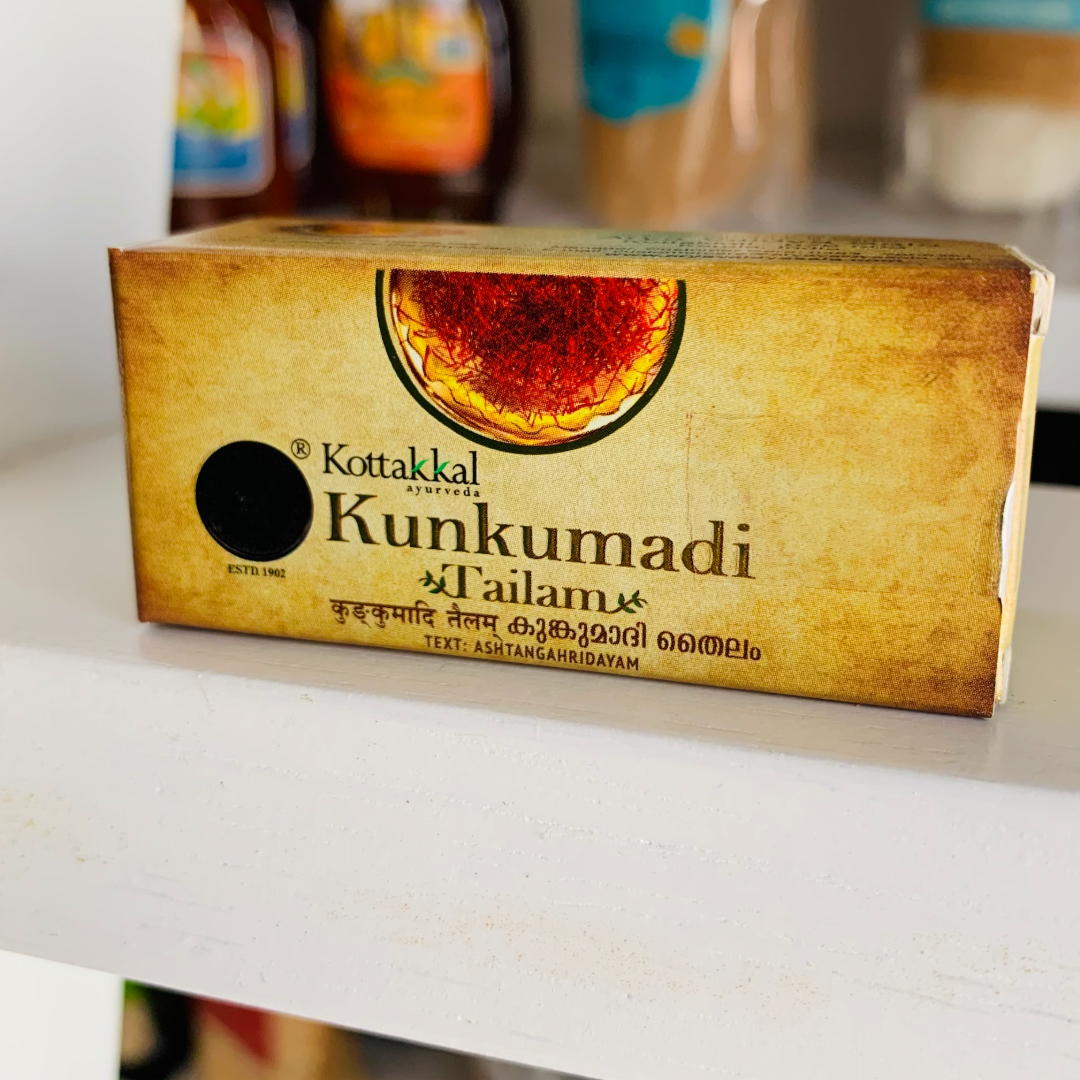 ® Kottakkal
ayurveda
Kunkumadi
Tailam
ESTD. 1902
कुङ्कुमादि तैलम् കുങ്കുമാദി തൈലം
TEXT: ASHTANGAHRIDAYAM